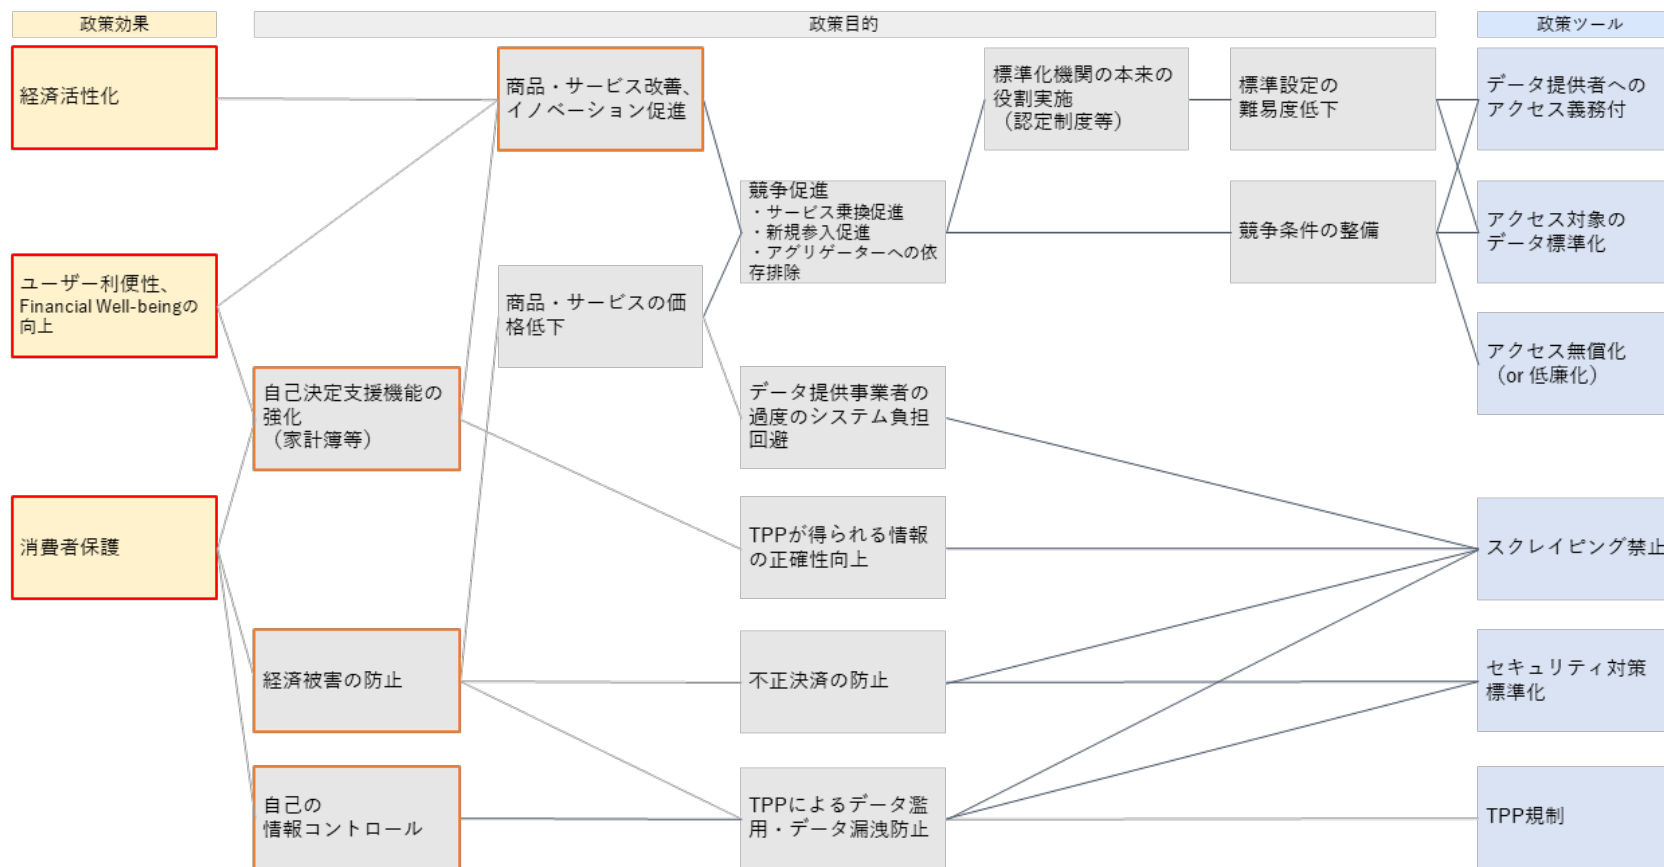 政策効果
政策目的
政策ツール
経済活性化
商品・サービス改善、
イノベーション促進
標準化機関の本来の
役割実施
（認定制度等）
標準設定の
難易度低下
データ提供者への
アクセス義務付
競争促進
・サービス乗換促進
・新規参入促進
・アグリゲーターへの依
存排除
競争条件の整備
アクセス対象の
データ標準化
ユーザー利便性、
Financial Well-beingの
向上
商品・サービスの価
格低下
アクセス無償化
（or 低廉化）
自己決定支援機能の
強化
（家計簿等）
データ提供事業者の
過度のシステム負担
回避
消費者保護
TPPが得られる情報
の正確性向上
スクレイピング禁止
経済被害の防止
不正決済の防止
セキュリティ対策
標準化
自己の
情報コントロール
TPPによるデータ濫
用・データ漏洩防止
TPP規制